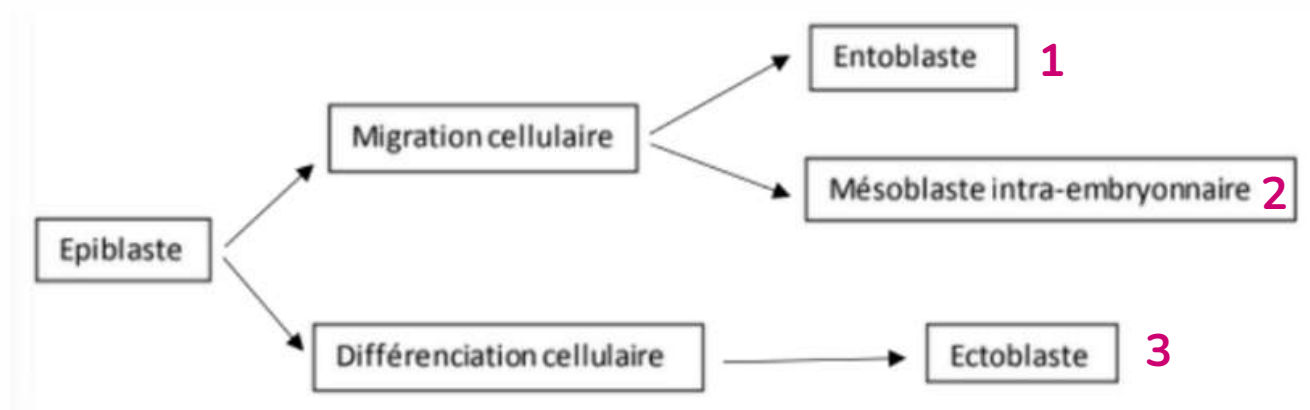 Entoblaste 1
Migration cellulaire
Mésoblaste intra-embryonnaire 2
Epiblaste
Différenciation cellulaire
Ectoblaste 3